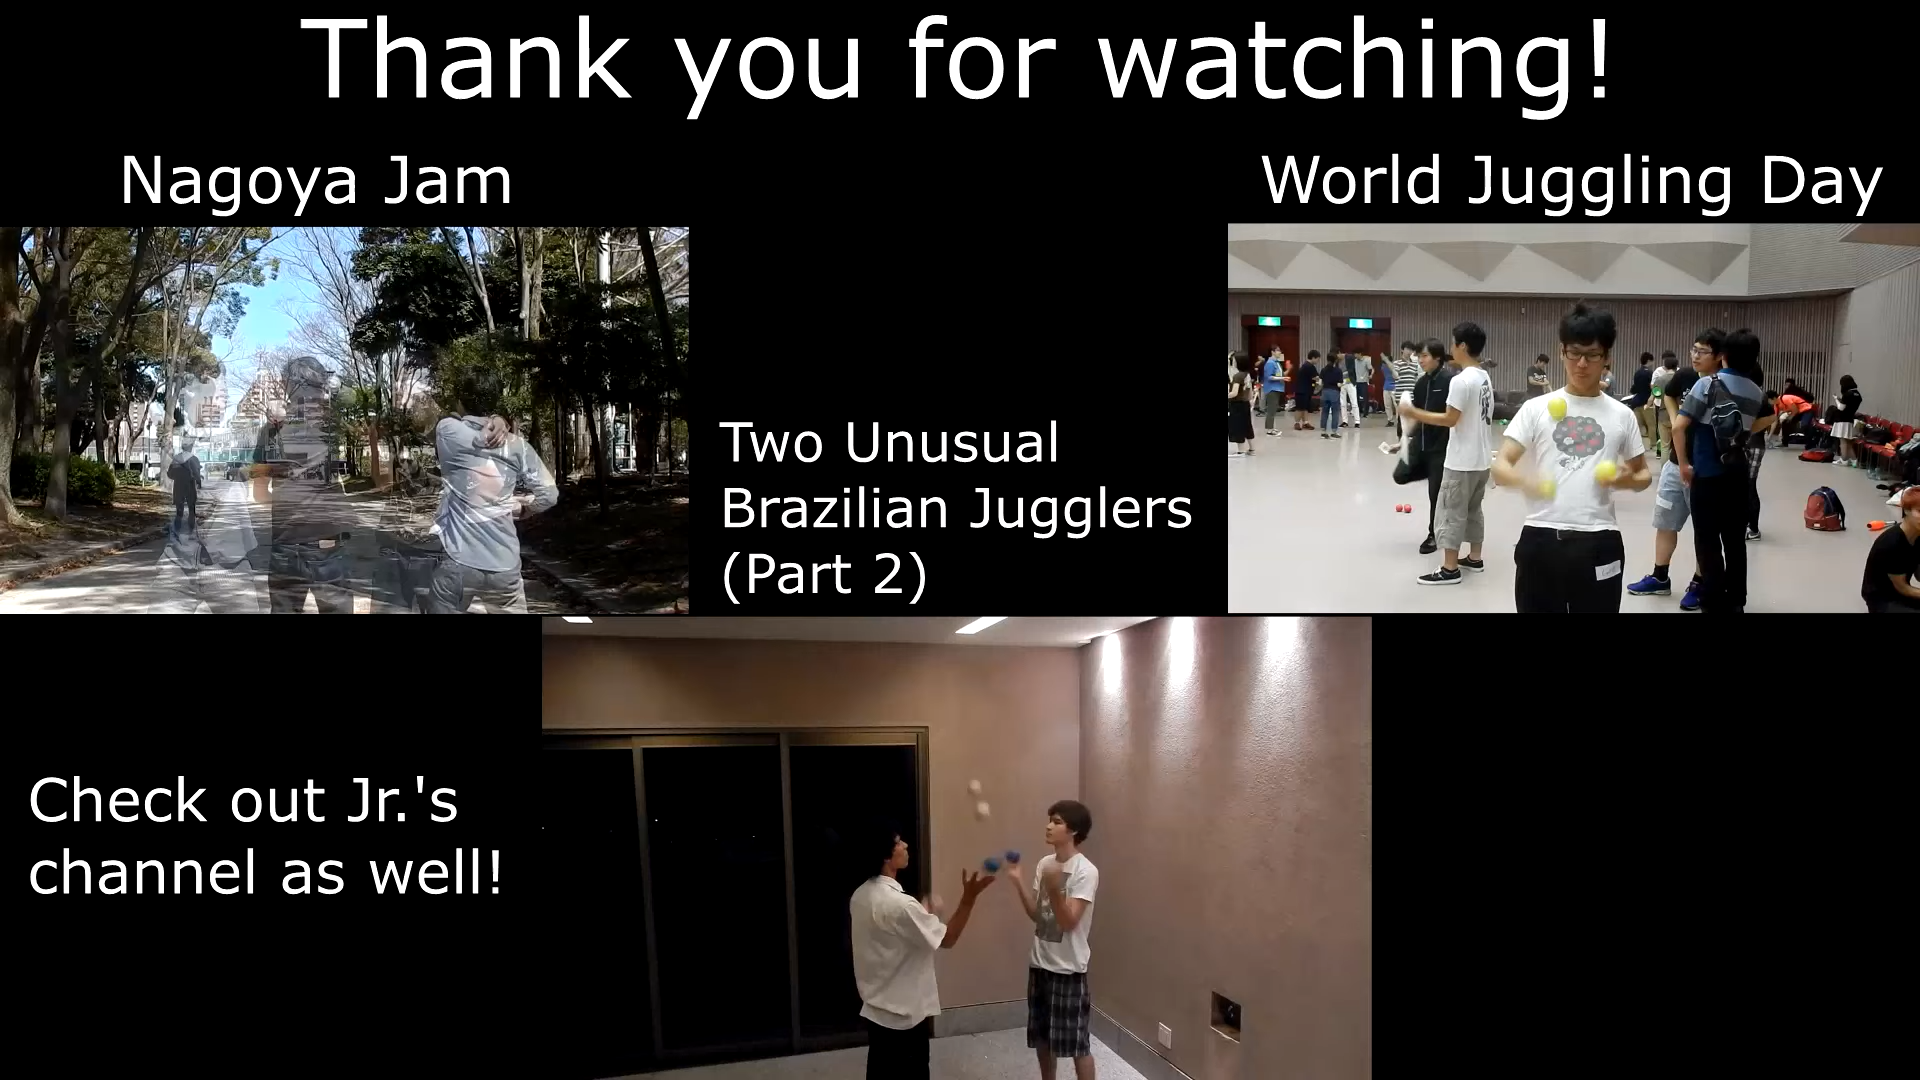 Thank you for watching!
Nagoya Jam
World Juggling Day
Two Unusual
Brazilian Jugglers
(Part 2)
Check out Jr.'s
channel as well!